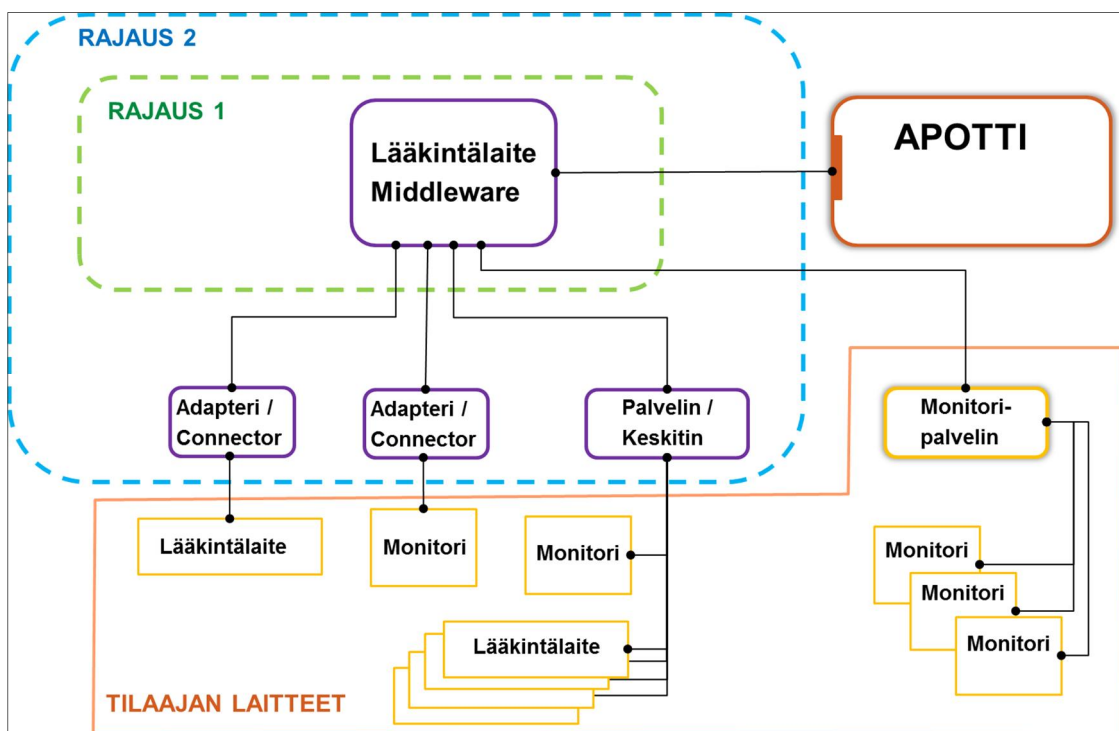 RAJAUS 2
RAJAUS 1
Lääkintälaite
Middleware
APOTTI
Adapteri /
Connector
Adapteri /
Connector
Palvelin /
Keskitin
Monitori-
palvelin
Lääkintälaite
Monitori
Monitori
Monitori
Monitori
Monitori
Lääkintälaite
TILAAJAN LAITTEET